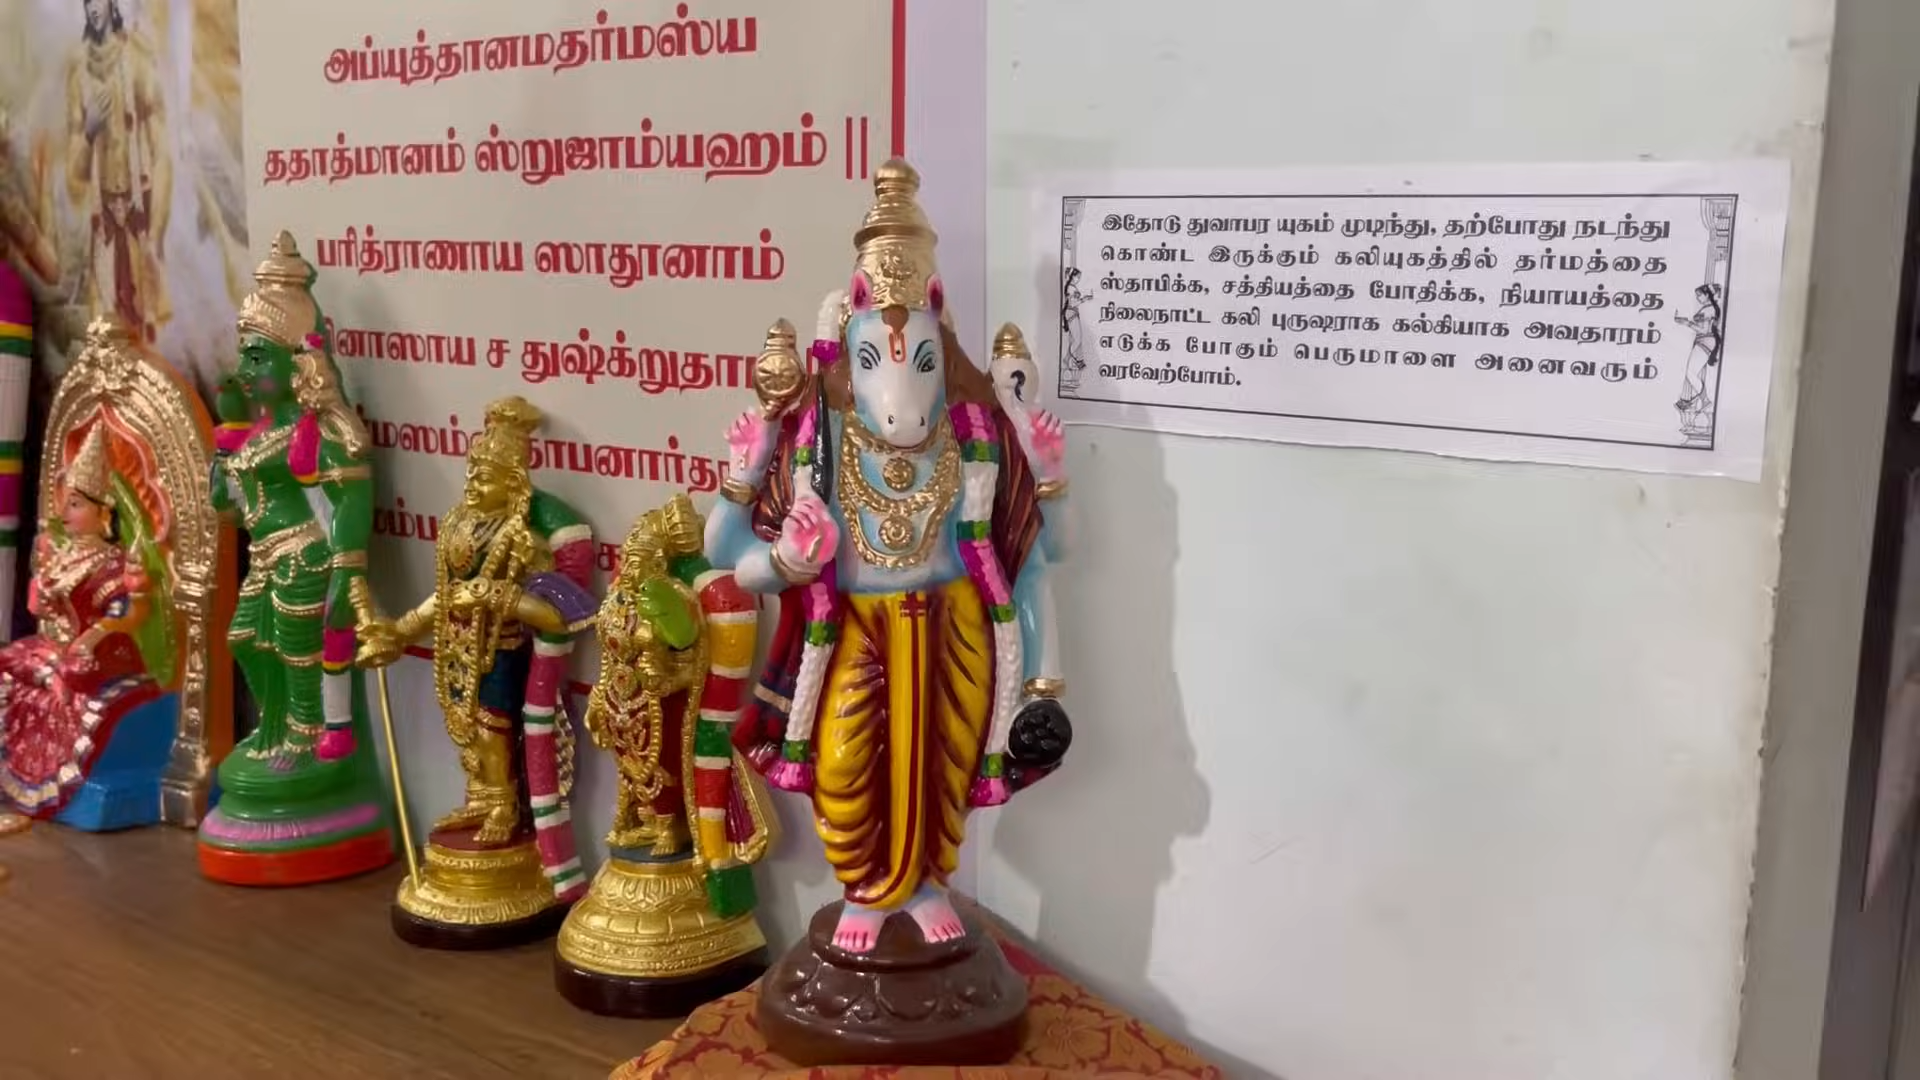 அப்யுத்தானமதர்மஸ்ய
ததாத்மானம் ஸ்ருஜாம்யஹம் ||
பரித்ராணாய ஸாதூனாம்
ச துஷ்க்ருதாம்
இதோடு துவாபர யுகம் முடிந்து, தற்போது நடந்து
கொண்ட இருக்கும் கலியுகத்தில் தர்மத்தை
ஸ்தாபிக்க, சத்தியத்தை போதிக்க, நியாயத்தை
நிலைநாட்ட கலி புருஷராக கல்கியாக அவதாரம்
எடுக்க போகும் பெருமாளை அனைவரும்
வரவேற்போம்.